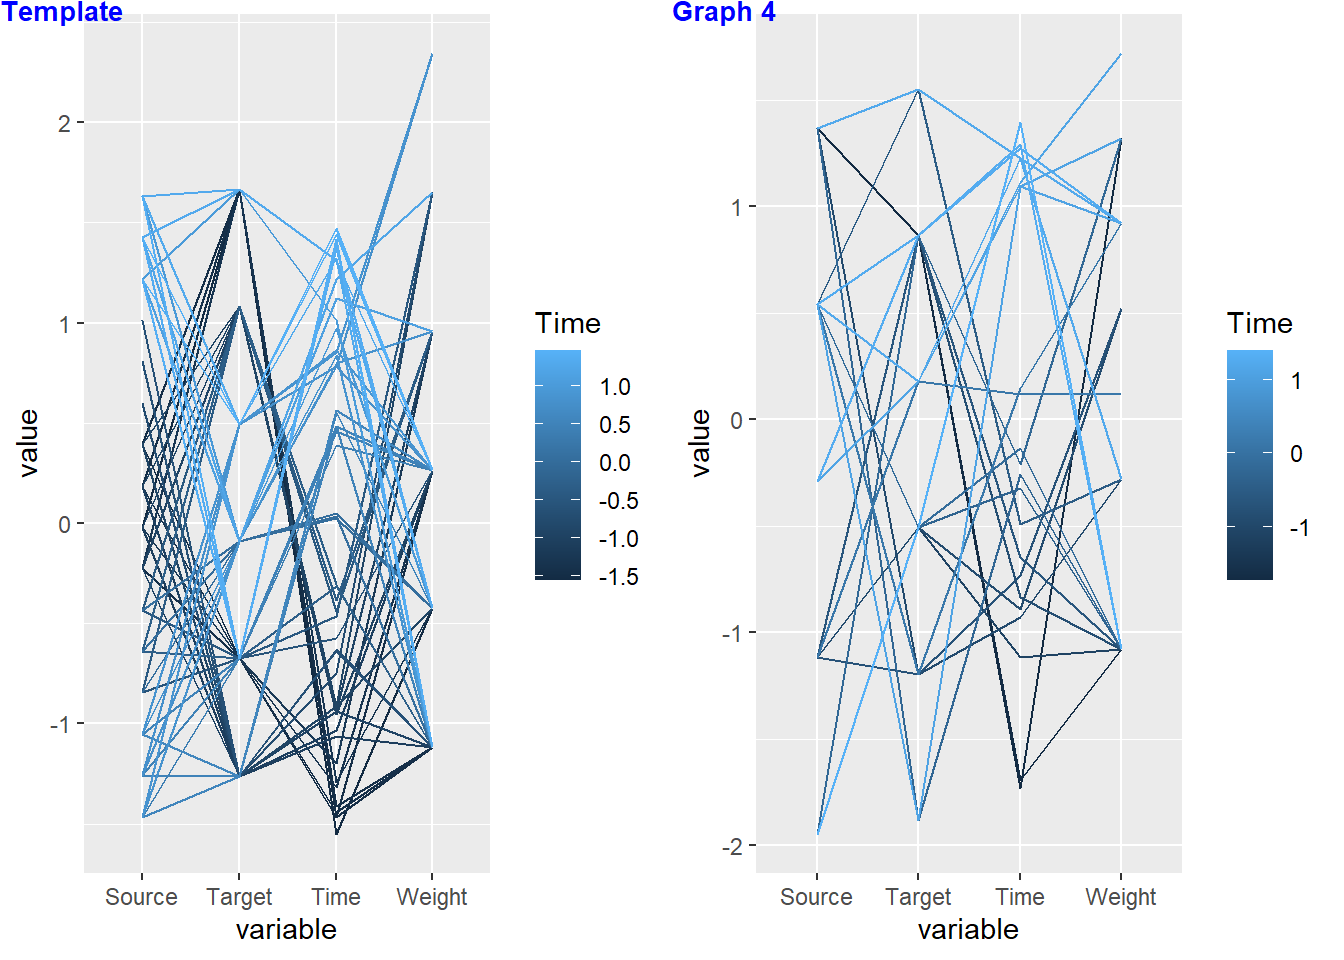 Template
value
2
1
0
-1
Source Target Time Weight
variable
Time
1.0
0.5
0.0
-0.5
-1.0
-1.5
Graph 4
value
1
0
-1
-2
Source Target Time Weight
variable
Time
1
0
-1